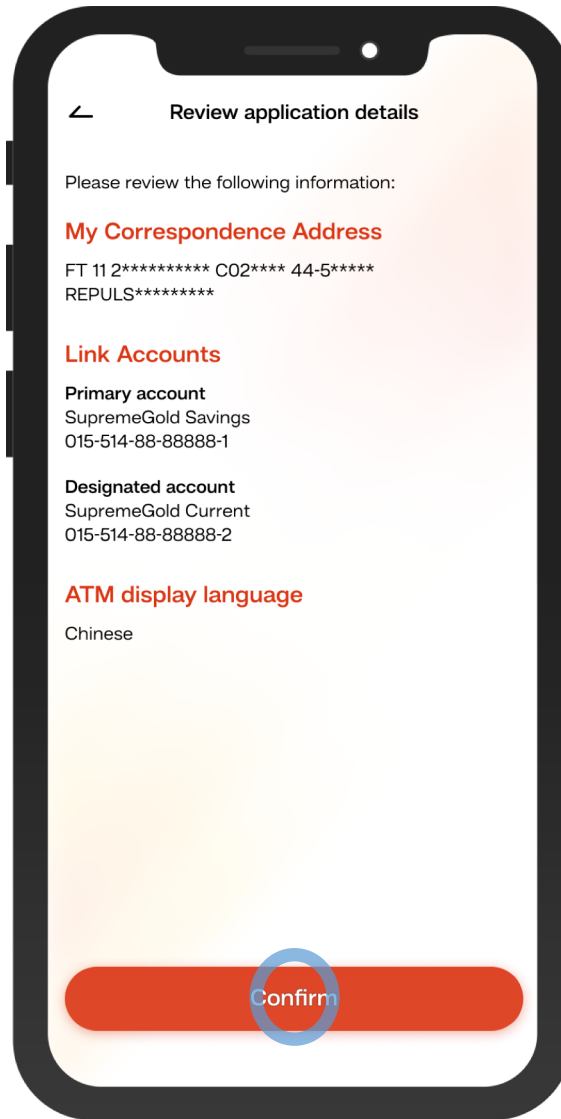 Review application details
Please review the following information:
My Correspondence Address
FT 11 2********** C02**** 44-5*****
REPULS*********
Link Accounts
Primary account
SupremeGold Savings
015-514-88-88888-1
Designated account
SupremeGold Current
015-514-88-88888-2
ATM display language
Chinese
Confirm